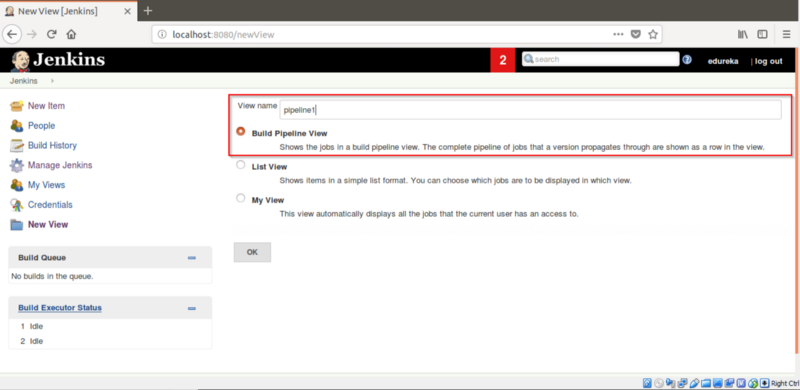 New View [Jenkins]
localhost:8080/newView
Jenkins
2
search
edureka
| log out
Jenkins
New Item
People
Build History
Manage Jenkins
My Views
Credentials
New View
Build Queue
No builds in the queue.
Build Executor Status
1 Idle
2 Idle
View name
pipeline1
Build Pipeline View
Shows the jobs in a build pipeline view. The complete pipeline of jobs that a version propagates through are shown as a row in the view.
List View
Shows items in a simple list format. You can choose which jobs are to be displayed in which view.
My View
This view automatically displays all the jobs that the current user has an access to.
OK
Right Ctrl